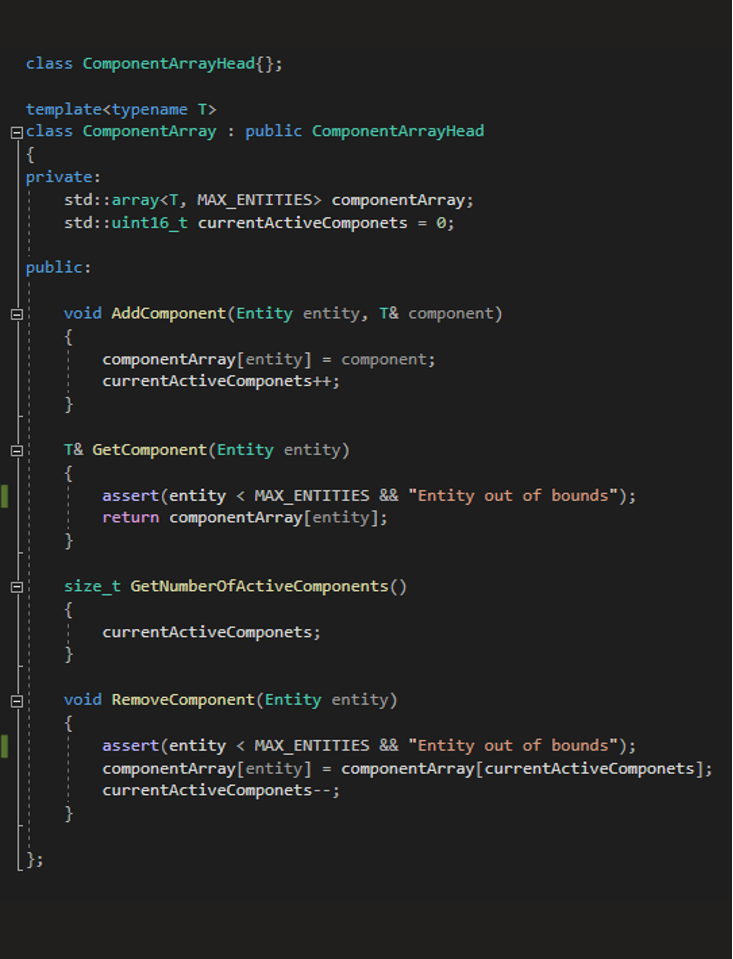 class ComponentArrayHead{};
template<typename T>
class ComponentArray : public ComponentArrayHead
{
private:
std::array<T, MAX_ENTITIES> componentArray;
std::uint16_t currentActiveComponets = 0;
public:
void AddComponent(Entity entity, T& component)
{
componentArray[entity] = component;
currentActiveComponets++;
}
T& GetComponent(Entity entity)
{
assert(entity < MAX_ENTITIES && "Entity out of bounds");
return componentArray[entity];
}
size_t GetNumberOfActiveComponents()
{
currentActiveComponets;
}
void RemoveComponent(Entity entity)
{
assert(entity < MAX_ENTITIES && "Entity out of bounds");
componentArray[entity] = componentArray[currentActiveComponets];
currentActiveComponets--;
}
};